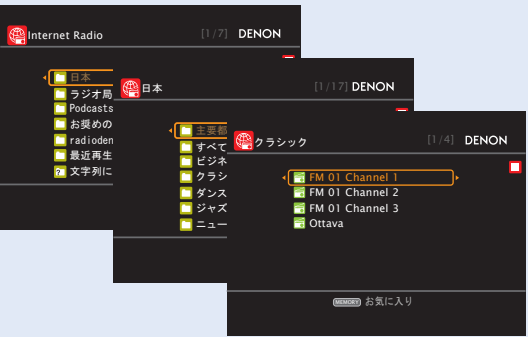 Internet Radio [1/7] DENON
日本
ラジオ局
Podcasts
お奨めの
radioden
最近再生
文字列に
日本 [1/17] DENON
主要都
すべて
ビジネ
クラシ
ダンス
ジャズ
ニュー
クラシック [1/4] DENON
FM 01 Channel 1
FM 01 Channel 2
FM 01 Channel 3
Ottava
MEMORY お気に入り